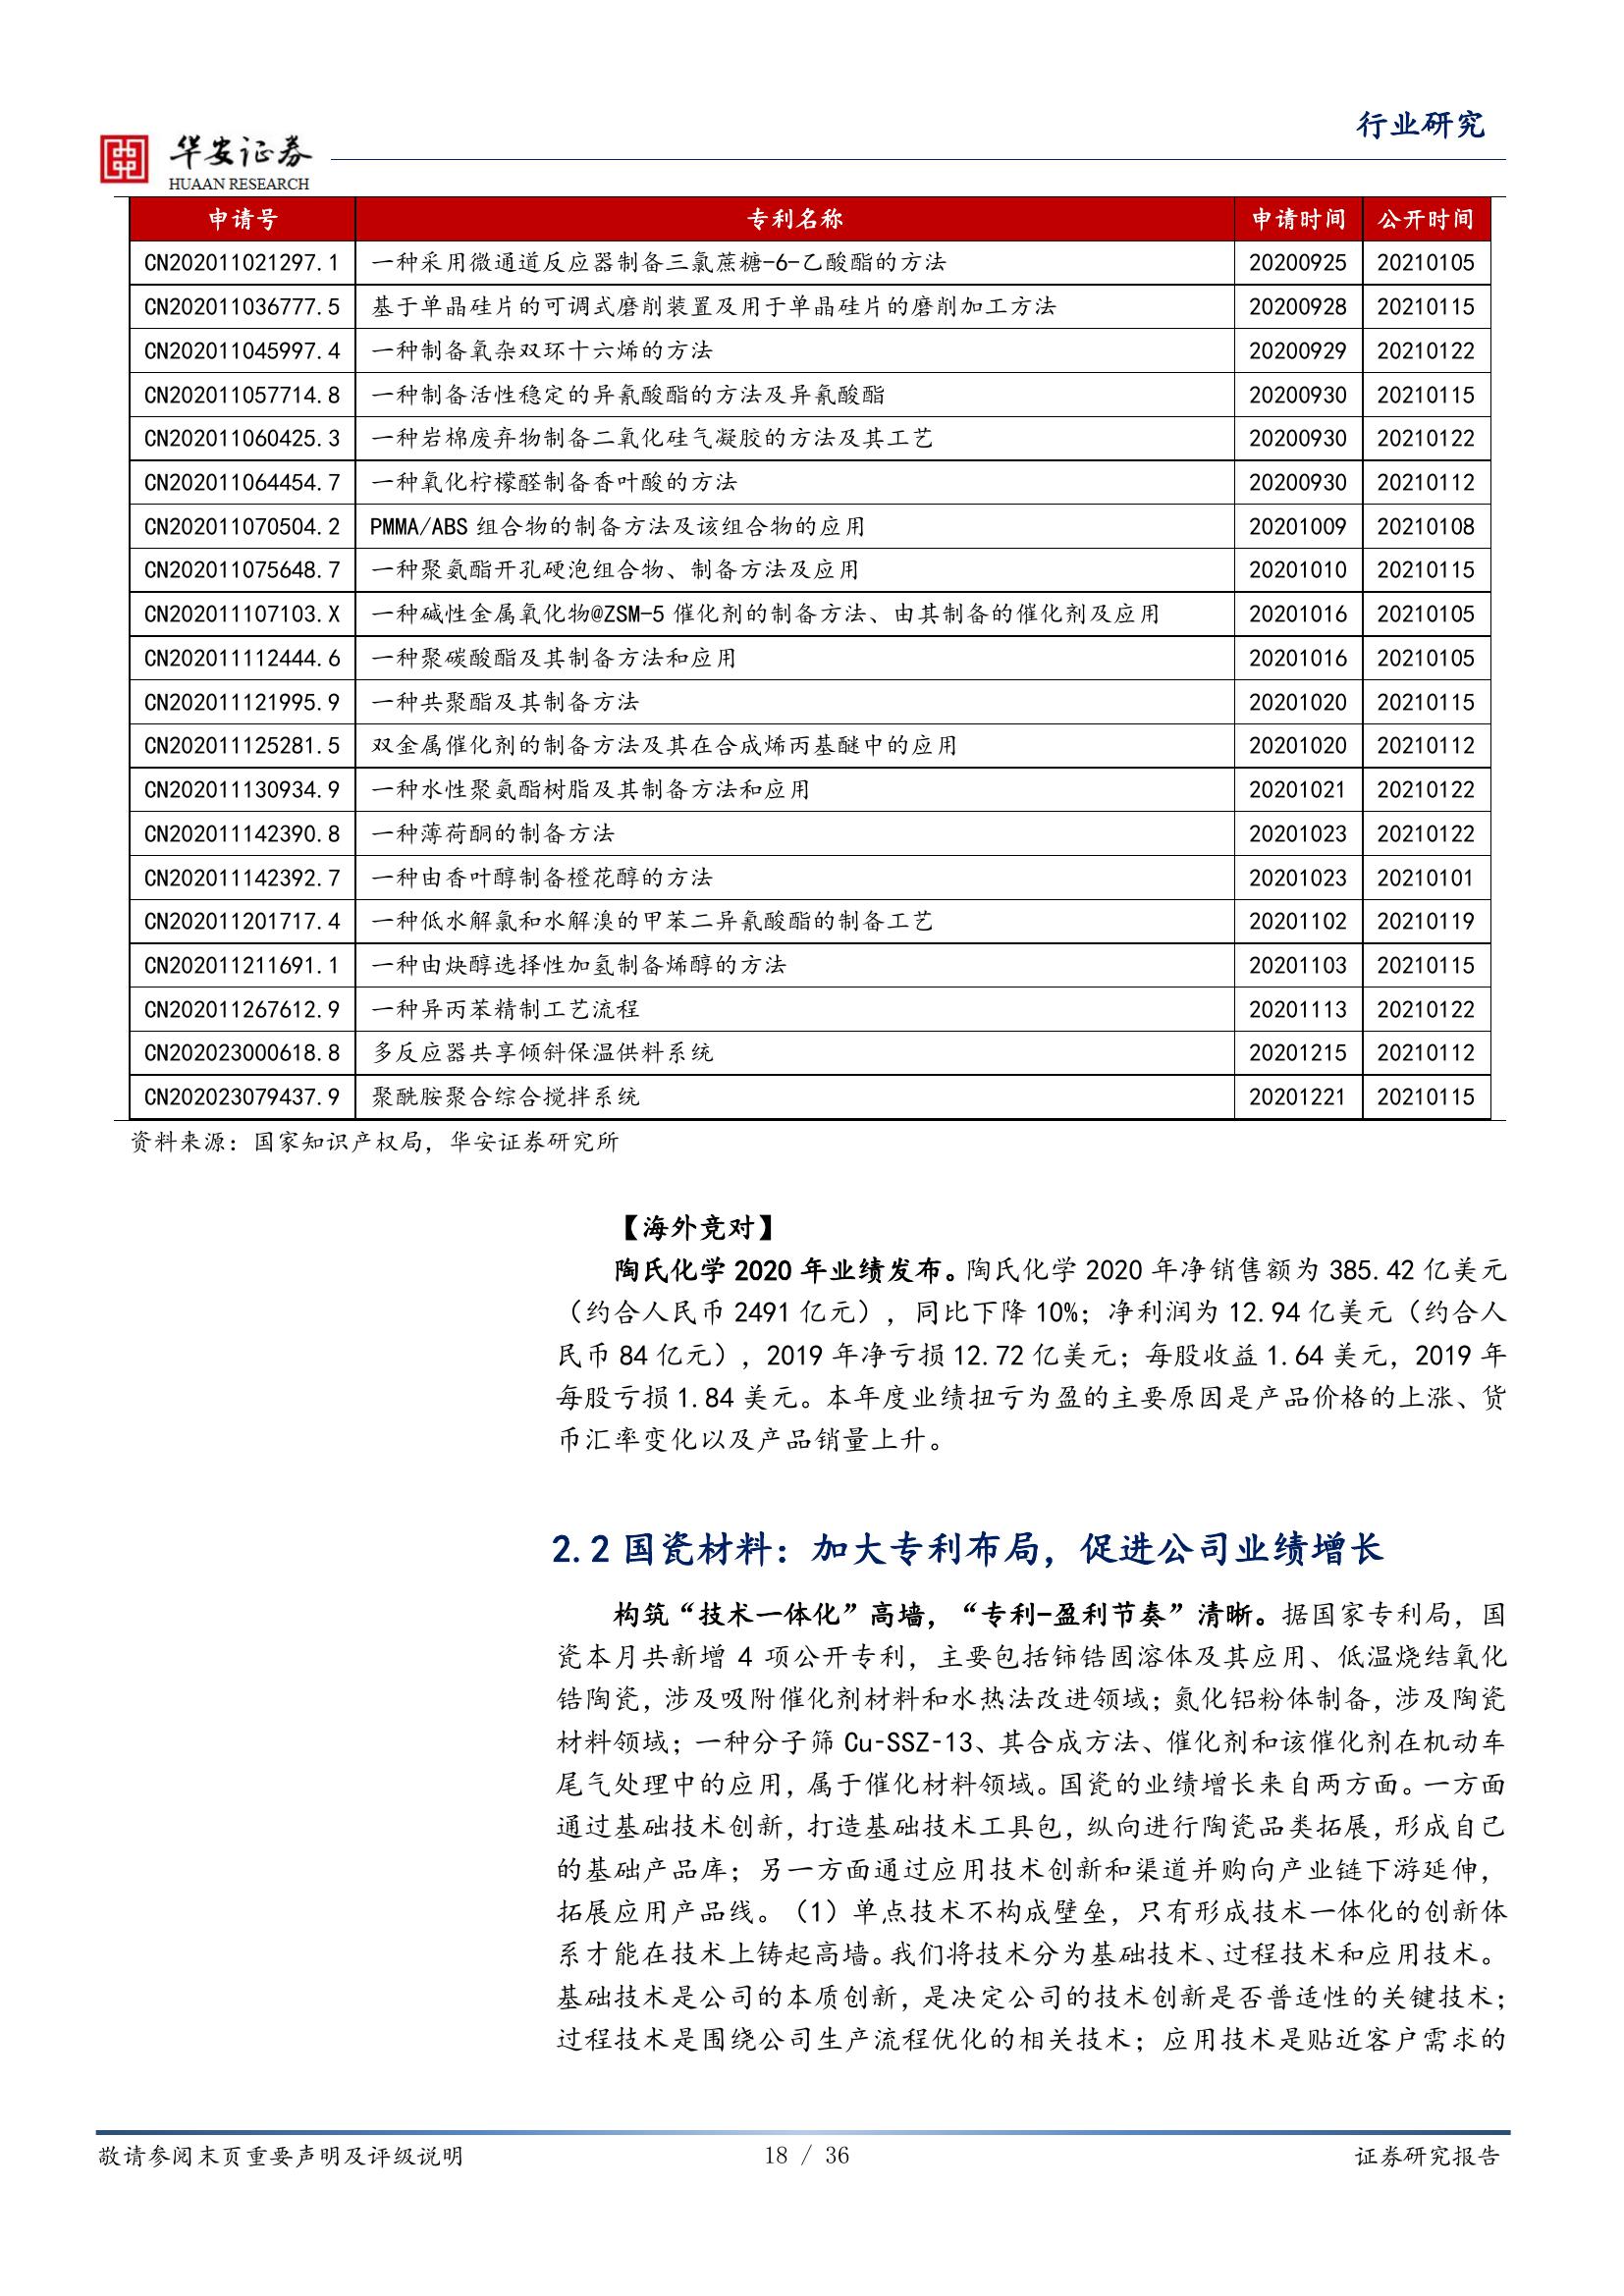 行业研究
华安证券
HUAAN RESEARCH
申请号 专利名称 申请时间 公开时间
CN202011021297.1 一种采用微通道反应器制备三氯蔗糖-6-乙酸酯的方法 20200925 20210105
CN202011036777.5 基于单晶硅片的可调式磨削装置及用于单晶硅片的磨削加工方法 20200928 20210115
CN202011045997.4 一种制备氧杂双环十六烯的方法 20200929 20210122
CN202011057714.8 一种制备活性稳定的异氰酸酯的方法及异氰酸酯 20200930 20210115
CN202011060425.3 一种岩棉废弃物制备二氧化硅气凝胶的方法及其工艺 20200930 20210122
CN202011064454.7 一种氧化柠檬醛制备香叶酸的方法 20200930 20210112
CN202011070504.2 PMMA/ABS 组合物的制备方法及该组合物的应用 20201009 20210108
CN202011075648.7 一种聚氨酯开孔硬泡组合物、制备方法及应用 20201010 20210115
CN202011107103.X 一种碱性金属氧化物@ZSM-5 催化剂的制备方法、由其制备的催化剂及应用 20201016 20210105
CN202011112444.6 一种聚碳酸酯及其制备方法和应用 20201016 20210105
CN202011121995.9 一种共聚酯及其制备方法 20201020 20210115
CN202011125281.5 双金属催化剂的制备方法及其在合成烯丙基醚中的应用 20201020 20210112
CN202011130934.9 一种水性聚氨酯树脂及其制备方法和应用 20201021 20210122
CN202011142390.8 一种薄荷酮的制备方法 20201023 20210122
CN202011142392.7 一种由香叶醇制备橙花醇的方法 20201023 20210101
CN202011201717.4 一种低水解氯和水解溴的甲苯二异氰酸酯的制备工艺 20201102 20210119
CN202011211691.1 一种由炔醇选择性加氢制备烯醇的方法 20201103 20210115
CN202011267612.9 一种异丙苯精制工艺流程 20201113 20210122
CN202023000618.8 多反应器共享倾斜保温供料系统 20201215 20210112
CN202023079437.9 聚酰胺聚合综合搅拌系统 20201221 20210115
资料来源：国家知识产权局，华安证券研究所
【海外竞对】
陶氏化学 2020 年业绩发布。陶氏化学 2020 年净销售额为 385.42 亿美元
（约合人民币 2491 亿元），同比下降 10%；净利润为 12.94 亿美元（约合人
民币 84 亿元），2019 年净亏损 12.72 亿美元；每股收益 1.64 美元，2019 年
每股亏损 1.84 美元。本年度业绩扭亏为盈的主要原因是产品价格的上涨、货
币汇率变化以及产品销量上升。
2.2 国瓷材料：加大专利布局，促进公司业绩增长
构筑“技术一体化”高墙，“专利-盈利节奏”清晰。据国家专利局，国
瓷本月共新增 4 项公开专利，主要包括铈锆固溶体及其应用、低温烧结氧化
锆陶瓷，涉及吸附催化剂材料和水热法改进领域；氮化铝粉体制备，涉及陶瓷
材料领域；一种分子筛 Cu-SSZ-13、其合成方法、催化剂和该催化剂在机动车
尾气处理中的应用，属于催化材料领域。国瓷的业绩增长来自两方面。一方面
通过基础技术创新，打造基础技术工具包，纵向进行陶瓷品类拓展，形成自己
的基础产品库；另一方面通过应用技术创新和渠道并购向产业链下游延伸，
拓展应用产品线。（1）单点技术不构成壁垒，只有形成技术一体化的创新体
系才能在技术上铸起高墙。我们将技术分为基础技术、过程技术和应用技术。
基础技术是公司的本质创新，是决定公司的技术创新是否普适性的关键技术；
过程技术是围绕公司生产流程优化的相关技术；应用技术是贴近客户需求的
敬请参阅末页重要声明及评级说明 18 / 36 证券研究报告